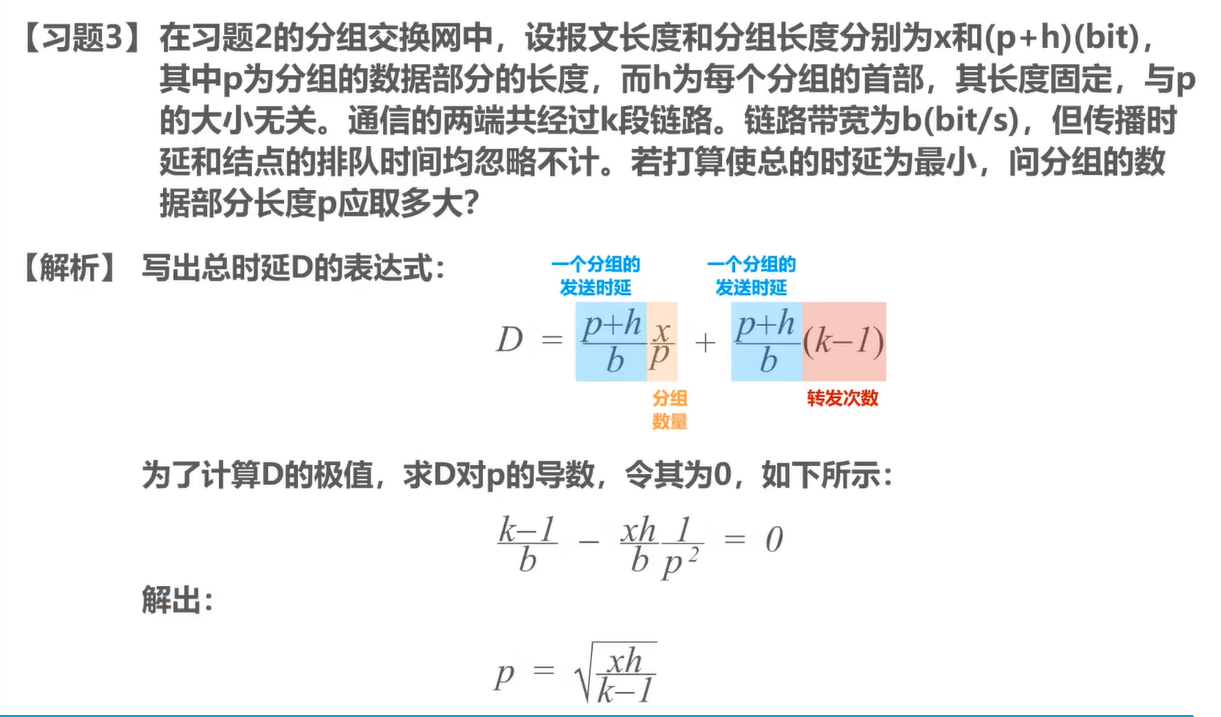 【习题3】在习题2的分组交换网中，设报文长度和分组长度分别为x和(p+h)(bit)，
其中p为分组的数据部分的长度，而h为每个分组的首部，其长度固定，与p
的大小无关。通信的两端共经过k段链路。链路带宽为b(bit/s)，但传播时
延和结点的排队时间均忽略不计。若打算使总的时延为最小，问分组的数
据部分长度p应取多大？
【解析】写出总时延D的表达式：
一个分组的 一个分组的
发送时延 发送时延
D = \frac{p+h}{b}\frac{x}{p} + \frac{p+h}{b}(k-1)
分组 转发次数
数量
为了计算D的极值，求D对p的导数，令其为0，如下所示：
\frac{k-1}{b} - \frac{xh}{b}\frac{1}{p^2} = 0
解出：
p = \sqrt{\frac{xh}{k-1}}